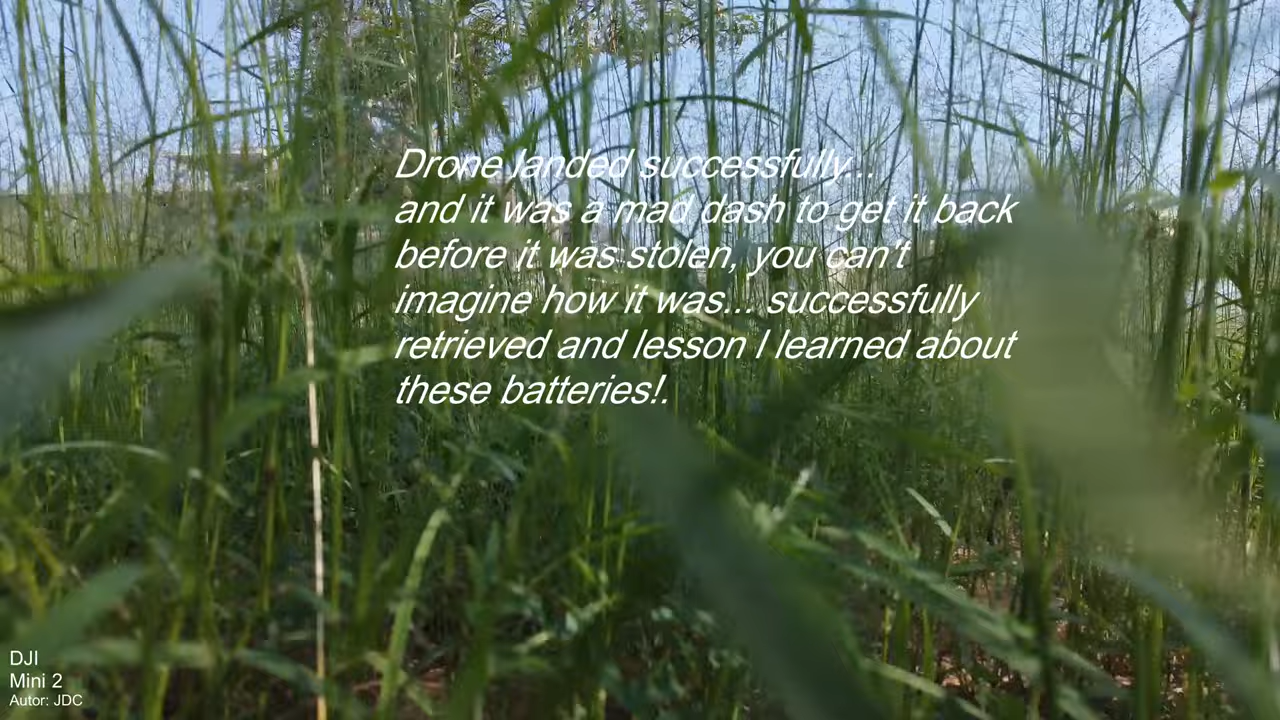 Drone landed successfully...
and it was a mad dash to get it back
before it was stolen, you can't
imagine how it was... successfully
retrieved and lesson I learned about
these batteries!.
DJI
Mini 2
Autor: JDC